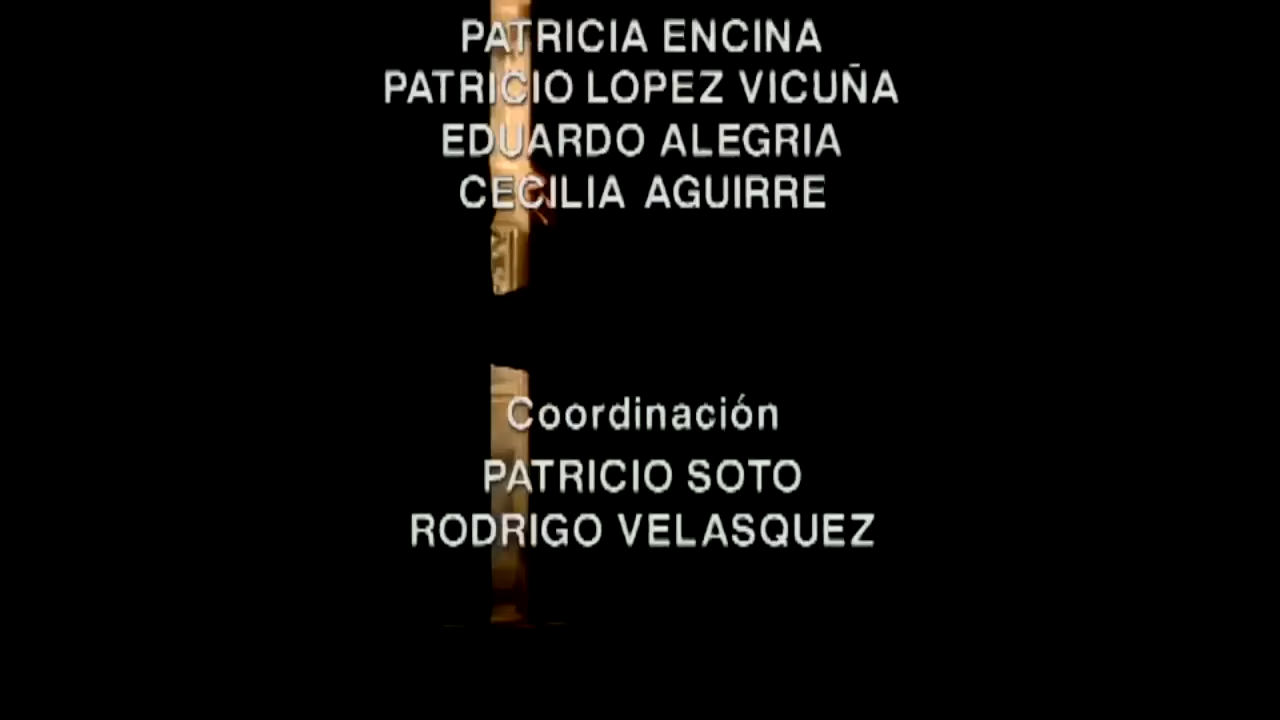 PATRICIA ENCINA
PATRICIO LOPEZ VICUÑA
EDUARDO ALEGRIA
CECILIA AGUIRRE
Coordinación
PATRICIO SOTO
RODRIGO VELASQUEZ